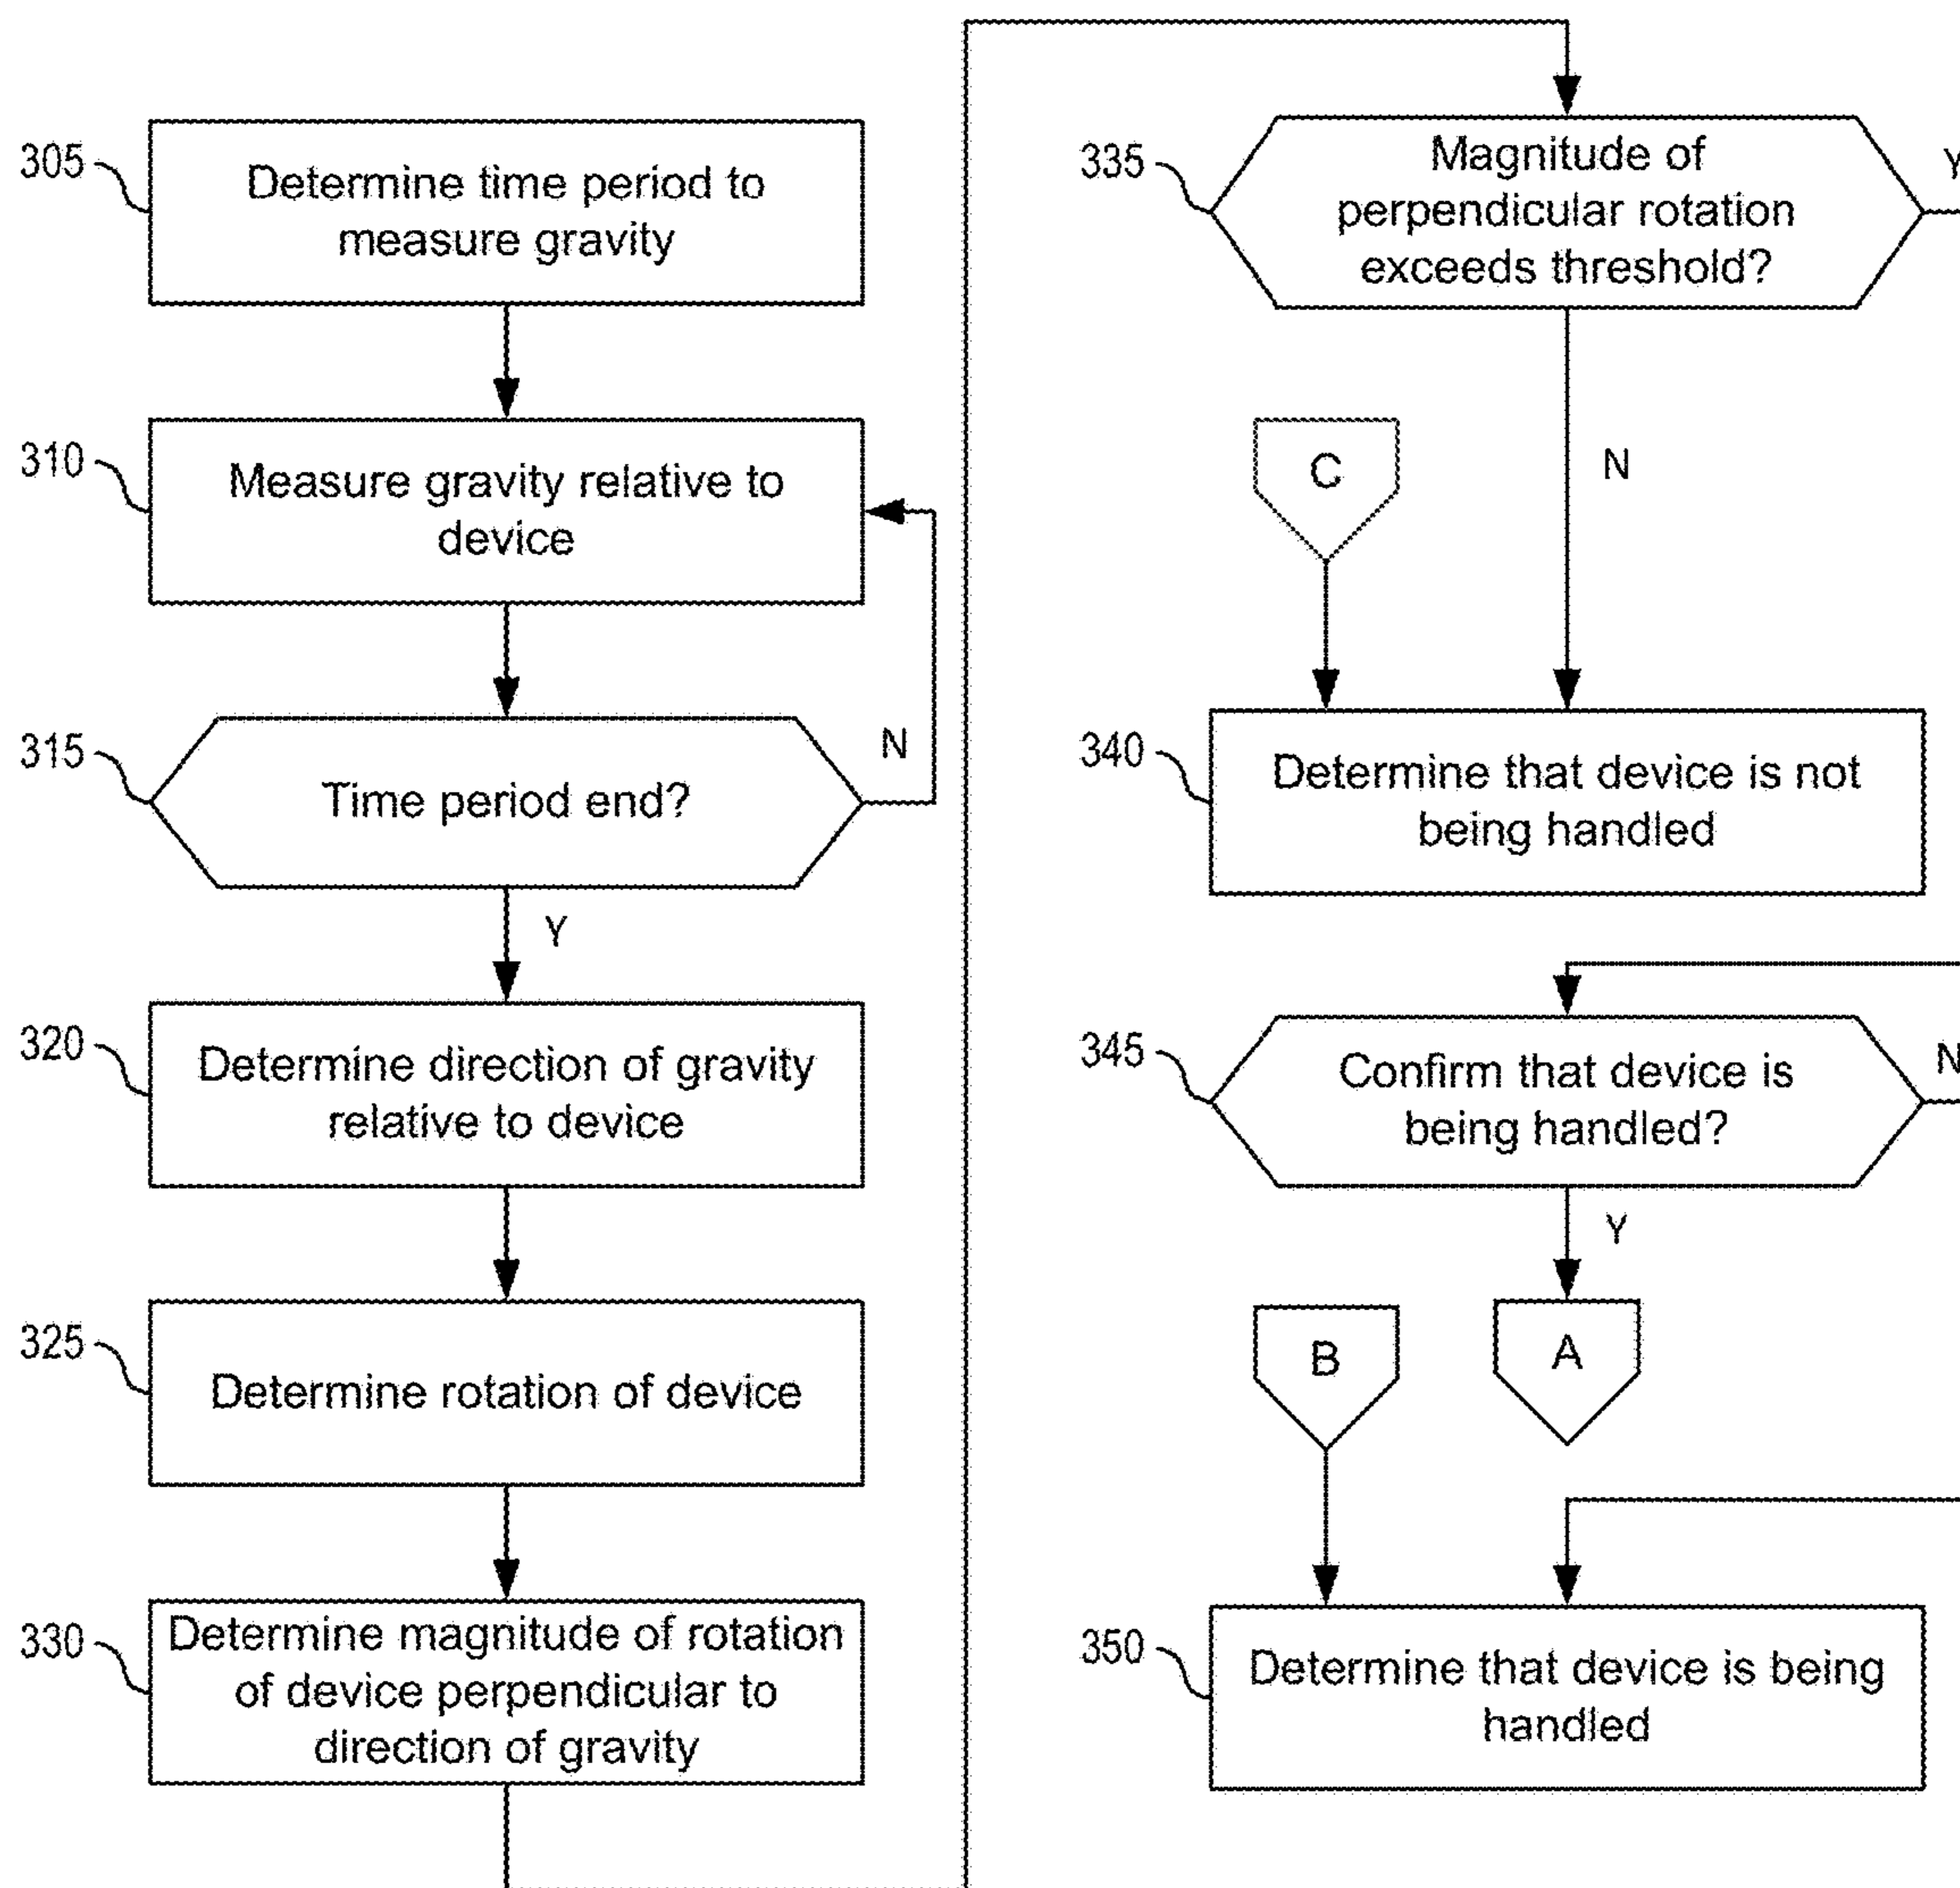 305
Determine time period to
measure gravity
310
Measure gravity relative to
device
315
Time period end?
N
Y
320
Determine direction of gravity
relative to device
325
Determine rotation of device
330
Determine magnitude of rotation
of device perpendicular to
direction of gravity
335
Magnitude of
perpendicular rotation
exceeds threshold?
Y
N
C
340
Determine that device is not
being handled
345
Confirm that device is
being handled?
N
Y
B
A
350
Determine that device is being
handled